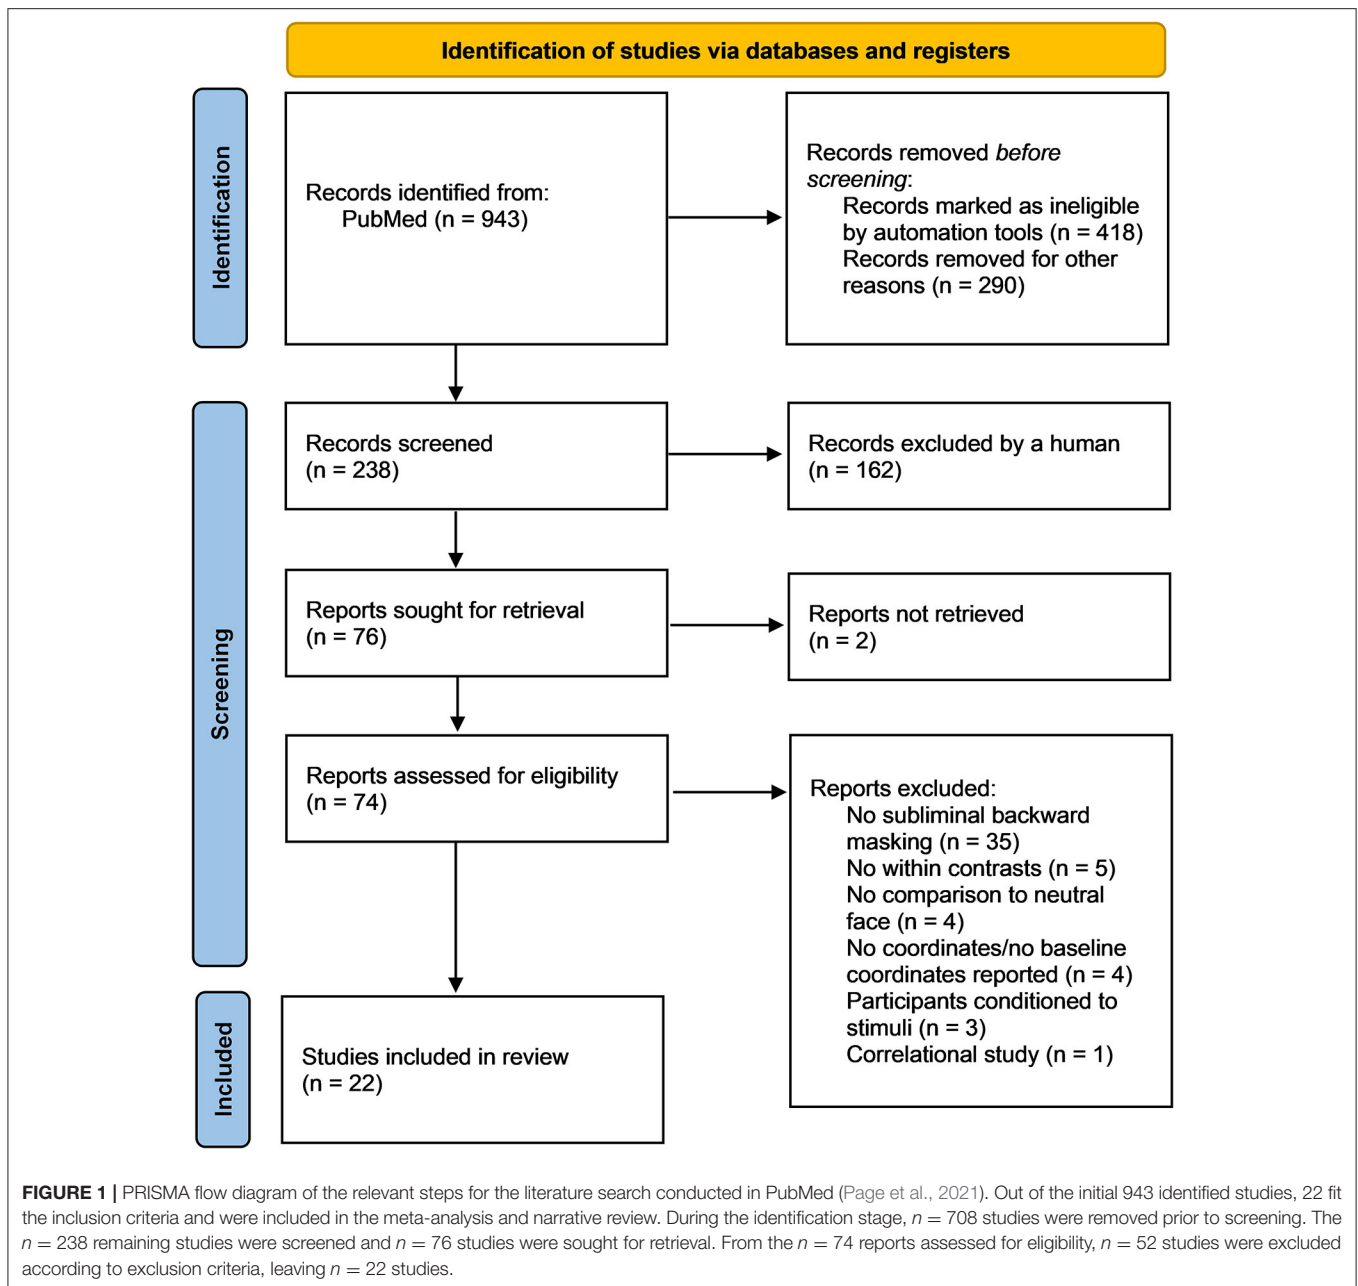 Identification of studies via databases and registers
Identification
Records identified from:
PubMed (n = 943)
Records removed before
screening:
Records marked as ineligible
by automation tools (n = 418)
Records removed for other
reasons (n = 290)
Screening
Records screened
(n = 238)
Records excluded by a human
(n = 162)
Reports sought for retrieval
(n = 76)
Reports not retrieved
(n = 2)
Reports assessed for eligibility
(n = 74)
Reports excluded:
No subliminal backward
masking (n = 35)
No within contrasts (n = 5)
No comparison to neutral
face (n = 4)
No coordinates/no baseline
coordinates reported (n = 4)
Participants conditioned to
stimuli (n = 3)
Correlational study (n = 1)
Included
Studies included in review
(n = 22)
FIGURE 1 | PRISMA flow diagram of the relevant steps for the literature search conducted in PubMed (Page et al., 2021). Out of the initial 943 identified studies, 22 fit
the inclusion criteria and were included in the meta-analysis and narrative review. During the identification stage, n = 708 studies were removed prior to screening. The
n = 238 remaining studies were screened and n = 76 studies were sought for retrieval. From the n = 74 reports assessed for eligibility, n = 52 studies were excluded
according to exclusion criteria, leaving n = 22 studies.